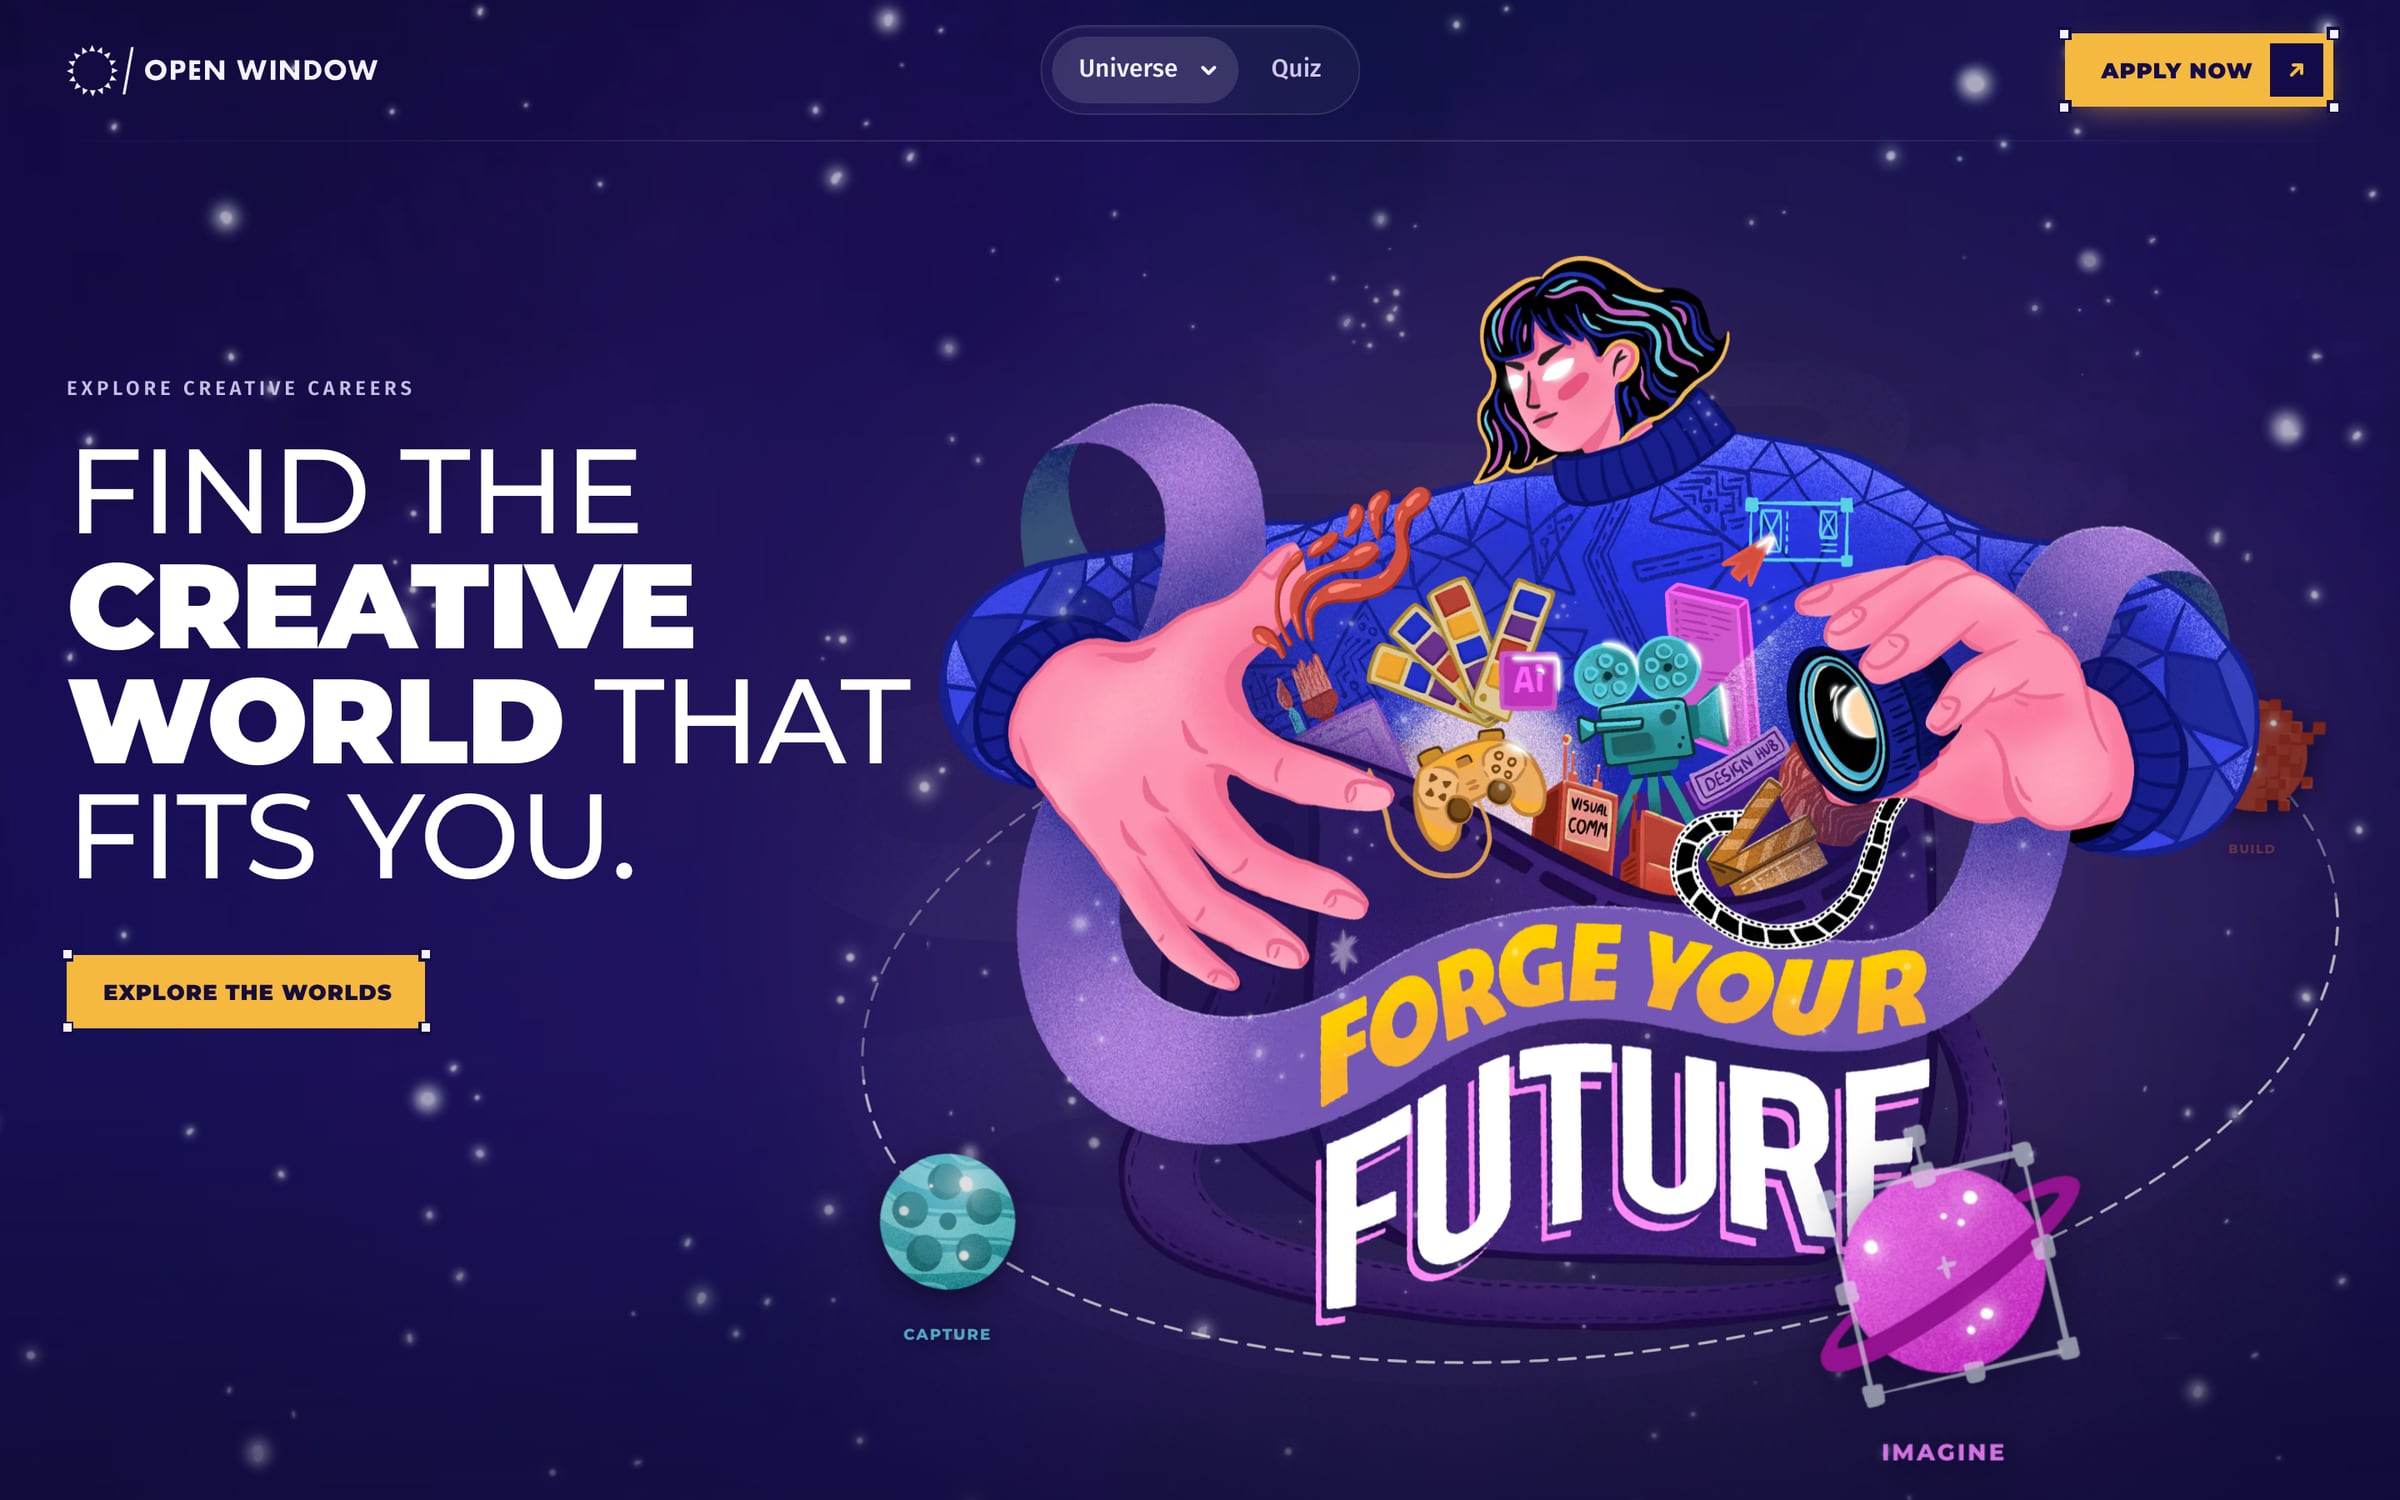 OPEN WINDOW
Universe
Quiz
APPLY NOW
EXPLORE CREATIVE CAREERS
FIND THE
CREATIVE
WORLD THAT
FITS YOU.
EXPLORE THE WORLDS
Ai
DESIGN HUB
VISUAL
COMM
BUILD
FORGE YOUR
FUTURE
CAPTURE
IMAGINE